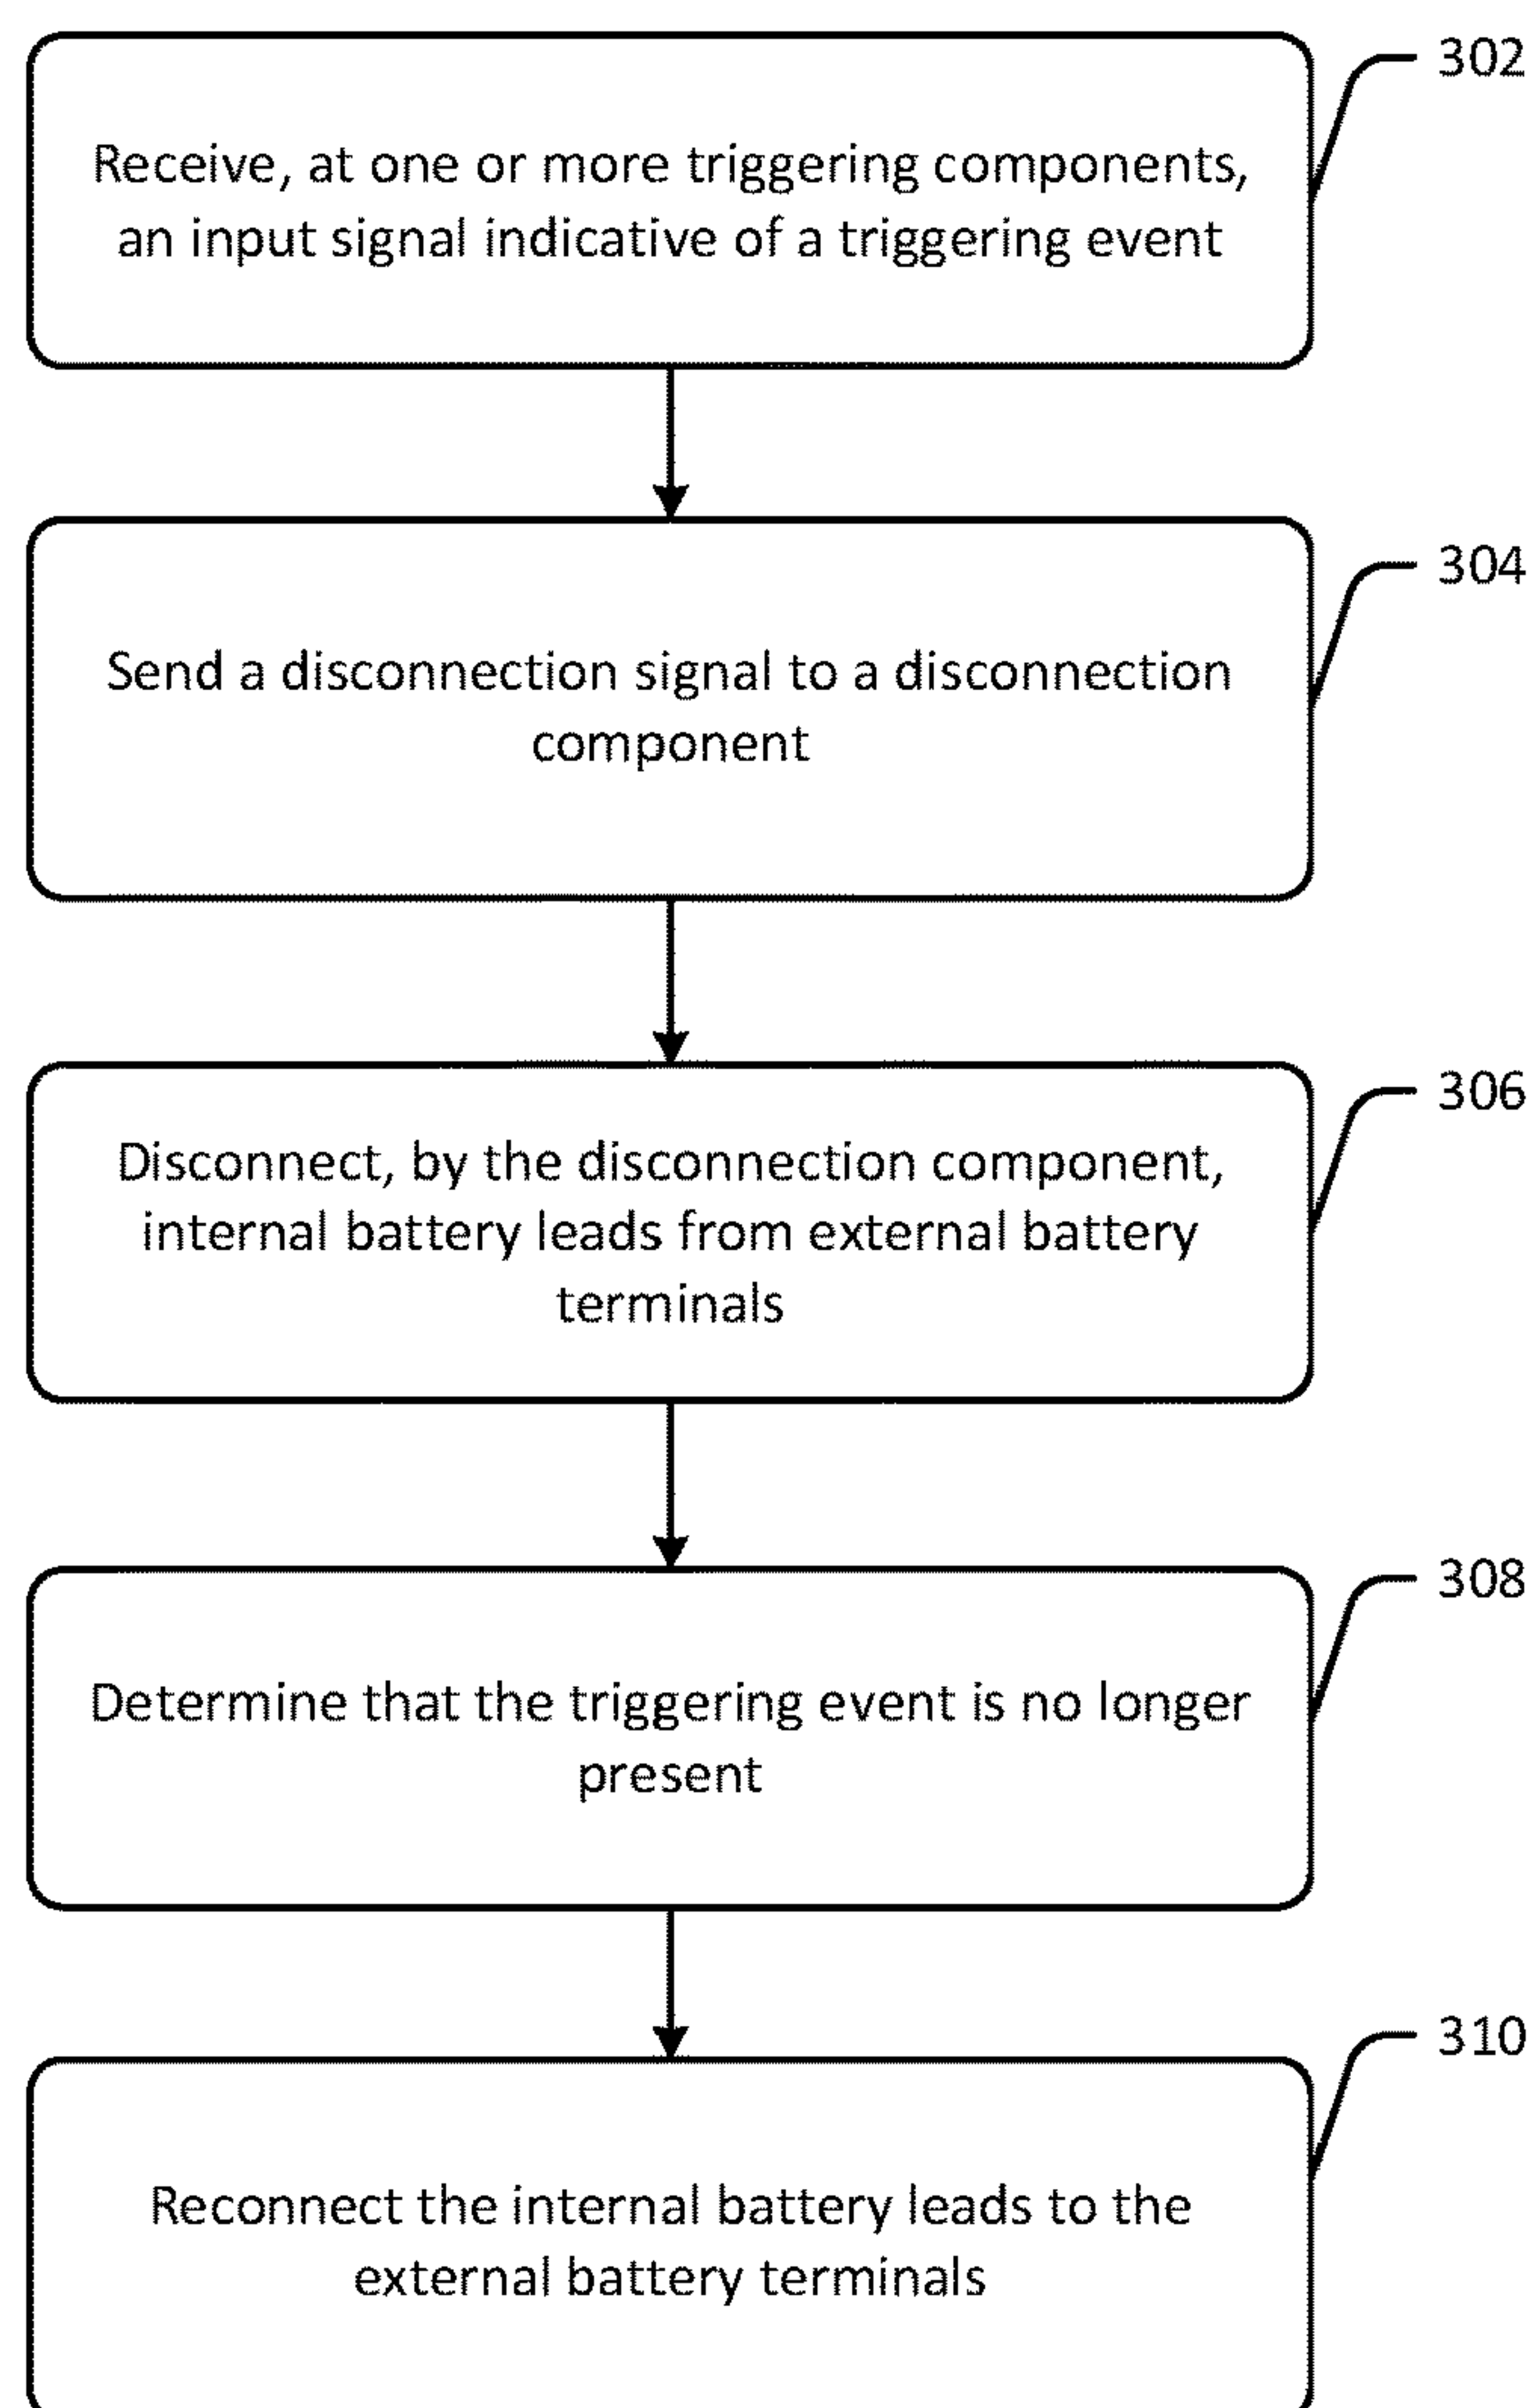 302
Receive, at one or more triggering components,
an input signal indicative of a triggering event
304
Send a disconnection signal to a disconnection
component
306
Disconnect, by the disconnection component,
internal battery leads from external battery
terminals
308
Determine that the triggering event is no longer
present
310
Reconnect the internal battery leads to the
external battery terminals